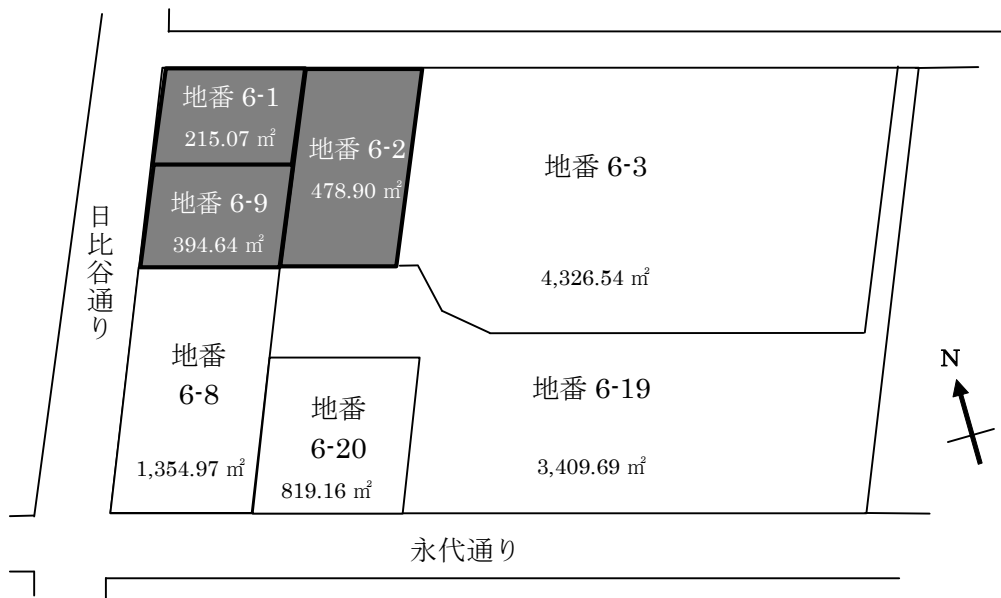 地番 6-1
215.07 ㎡
地番 6-2
478.90 ㎡
地番 6-9
394.64 ㎡
地番 6-3
4,326.54 ㎡
日比谷通り
地番
6-8
1,354.97 ㎡
地番
6-20
819.16 ㎡
地番 6-19
3,409.69 ㎡
N
永代通り